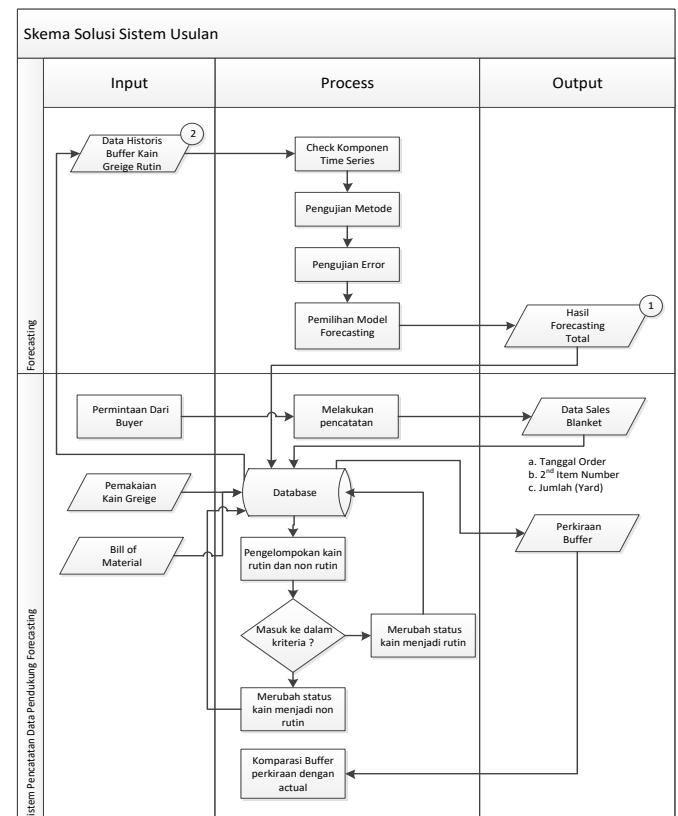 Skema Solusi Sistem Usulan
Input
Process
Output
Forecasting
Data Historis
Buffer Kain
Greige Rutin
2
Check Komponen
Time Series
Pengujian Metode
Pengujian Error
Pemilihan Model
Forecasting
Hasil
Forecasting
Total
1
Sistem Pencatatan Data Pendukung Forecasting
Permintaan Dari
Buyer
Melakukan
pencatatan
Data Sales
Blanket
a. Tanggal Order
b. 2nd Item Number
c. Jumlah (Yard)
Pemakaian
Kain Greige
Database
Perkiraan
Buffer
Bill of
Material
Pengelompokan kain
rutin dan non rutin
Masuk ke dalam
kriteria ?
Merubah status
kain menjadi rutin
Merubah status
kain menjadi non
rutin
Komparasi Buffer
perkiraan dengan
actual